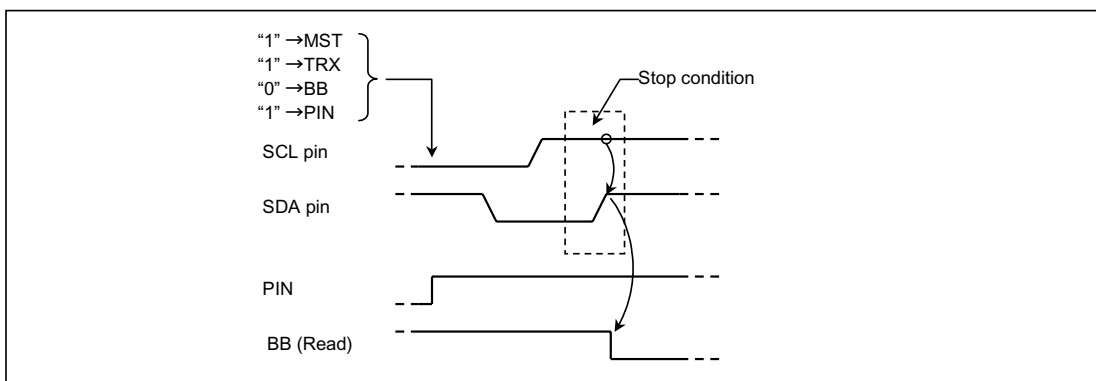 “1” →MST
“1” →TRX
“0” →BB
“1” →PIN
Stop condition
SCL pin
SDA pin
PIN
BB (Read)